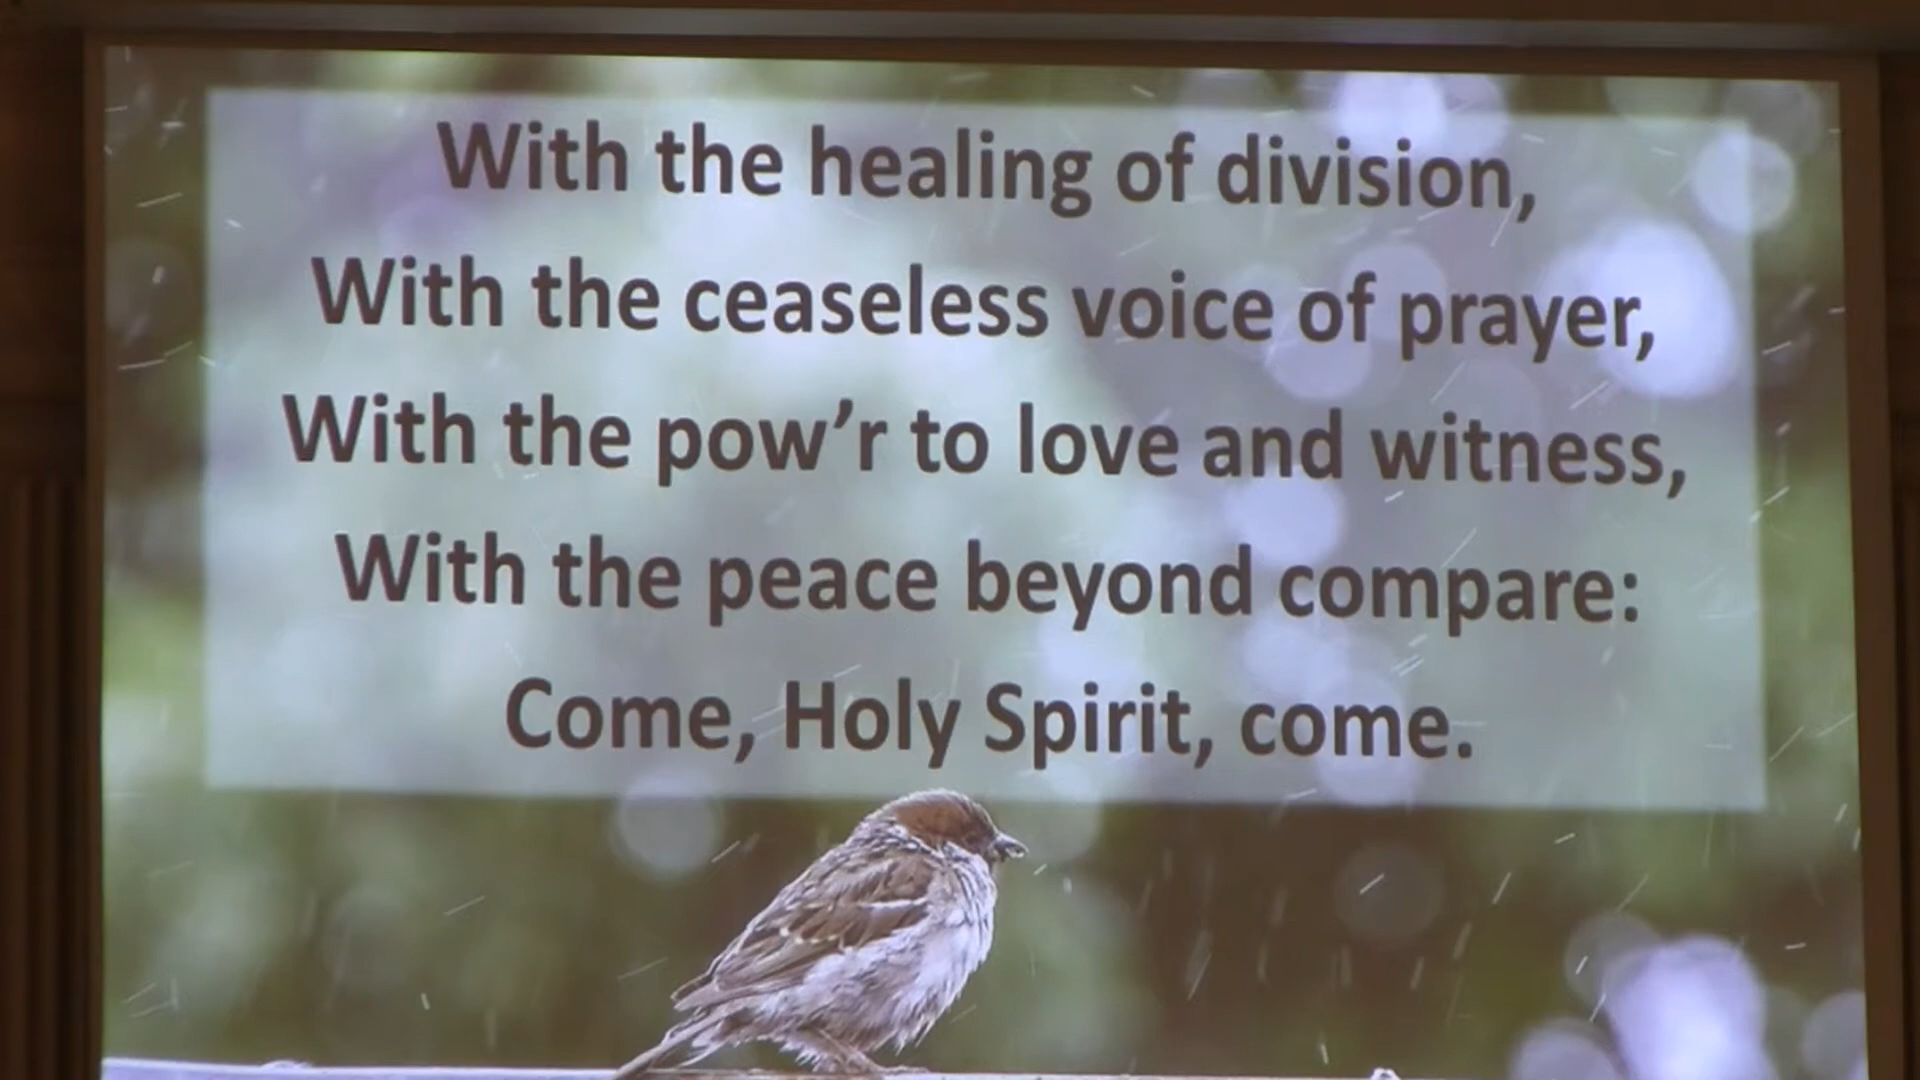 With the healing of division,
With the ceaseless voice of prayer,
With the pow’r to love and witness,
With the peace beyond compare:
Come, Holy Spirit, come.